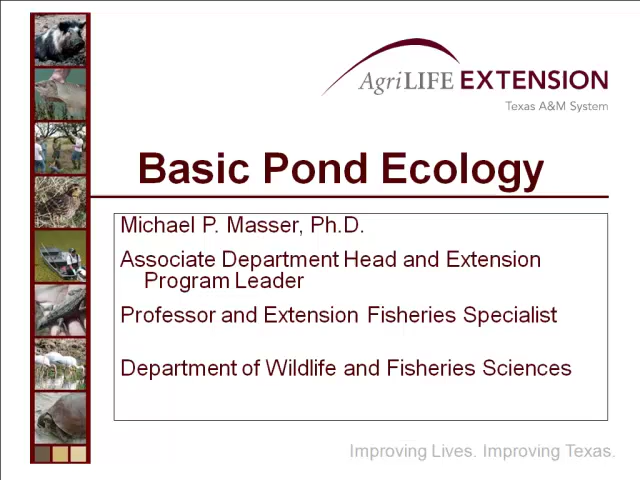 AgriLIFE EXTENSION
Texas A&M System
Basic Pond Ecology
Michael P. Masser, Ph.D.
Associate Department Head and Extension
Program Leader
Professor and Extension Fisheries Specialist
Department of Wildlife and Fisheries Sciences
Improving Lives. Improving Texas.